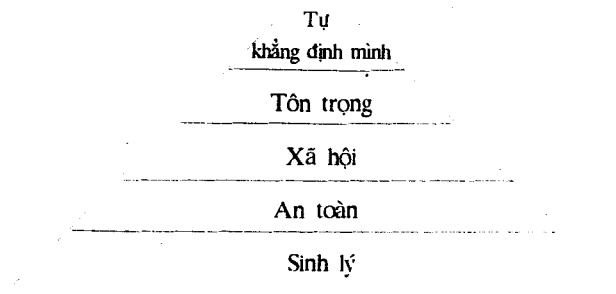 Tự
khẳng định mình
Tôn trọng
Xã hội
An toàn
Sinh lý